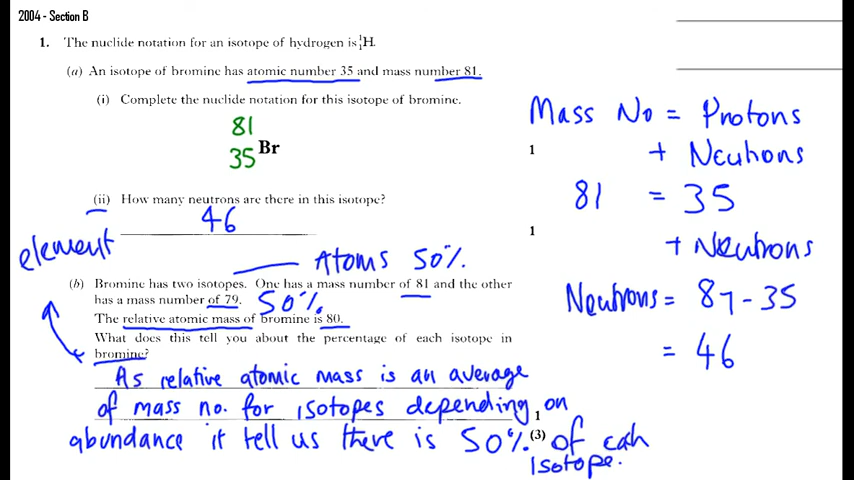 2004 - Section B
1. The nuclide notation for an isotope of hydrogen is ¹₁H.
(a) An isotope of bromine has atomic number 35 and mass number 81.
(i) Complete the nuclide notation for this isotope of bromine.
81
35 Br
1
(ii) How many neutrons are there in this isotope?
46
1
element
Atoms 50%
(b) Bromine has two isotopes. One has a mass number of 81 and the other
has a mass number of 79. 50%
The relative atomic mass of bromine is 80.
What does this tell you about the percentage of each isotope in
bromine?
As relative atomic mass is an average
of mass no. for isotopes depending on
1
abundance it tell us there is 50% of eah
(3)
isotope.
Mass No = Protons
+ Neutrons
81 = 35
+ Neutrons
Neutrons = 81 - 35
= 46